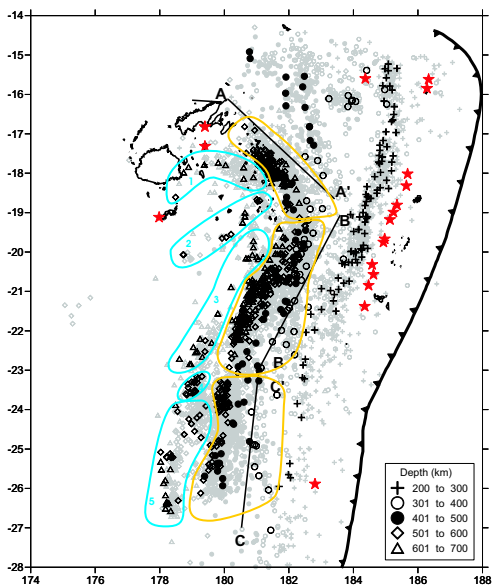 -14
-15
-16
-17
-18
-19
-20
-21
-22
-23
-24
-25
-26
-27
-28
174
176
178
180
182
184
186
188
A
A'
B
B'
C'
C
1
2
3
5
Depth (km)
200 to 300
301 to 400
401 to 500
501 to 600
601 to 700